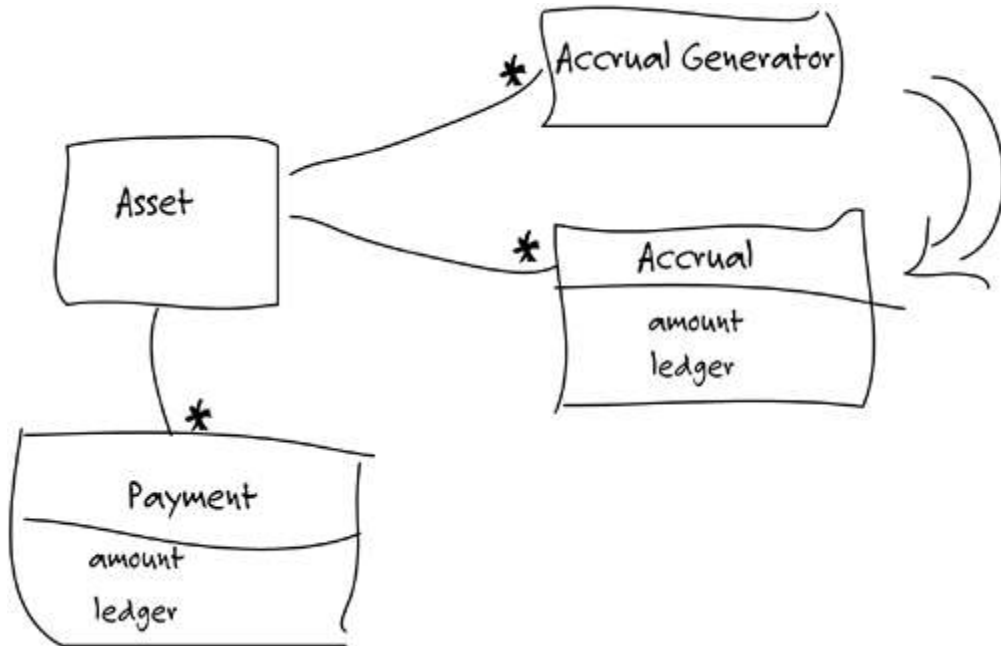 *
Accrual Generator
Asset
*
Accrual
amount
ledger
*
Payment
amount
ledger